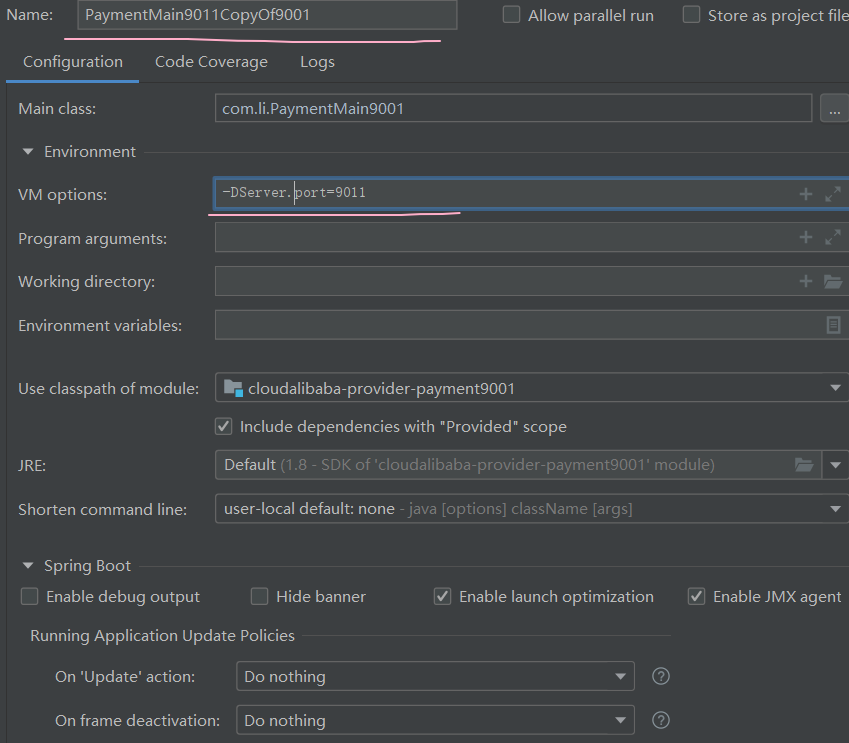 Name: PaymentMain9011CopyOf9001 Allow parallel run Store as project file
Configuration Code Coverage Logs
Main class: com.li.PaymentMain9001 ...
Environment
VM options: -DServer.port=9011
Program arguments:
Working directory:
Environment variables:
Use classpath of module: cloudalibaba-provider-payment9001
Include dependencies with "Provided" scope
JRE: Default (1.8 - SDK of 'cloudalibaba-provider-payment9001' module)
Shorten command line: user-local default: none - java [options] className [args]
Spring Boot
Enable debug output Hide banner Enable launch optimization Enable JMX agent
Running Application Update Policies
On 'Update' action: Do nothing ?
On frame deactivation: Do nothing ?